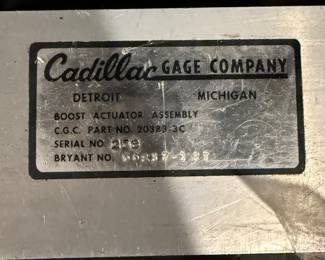 Cadillac GAGE COMPANY
DETROIT MICHIGAN
BOOST ACTUATOR ASSEMBLY
C.G.C. PART NO. 20383-3C
SERIAL NO.
BRYANT NO.